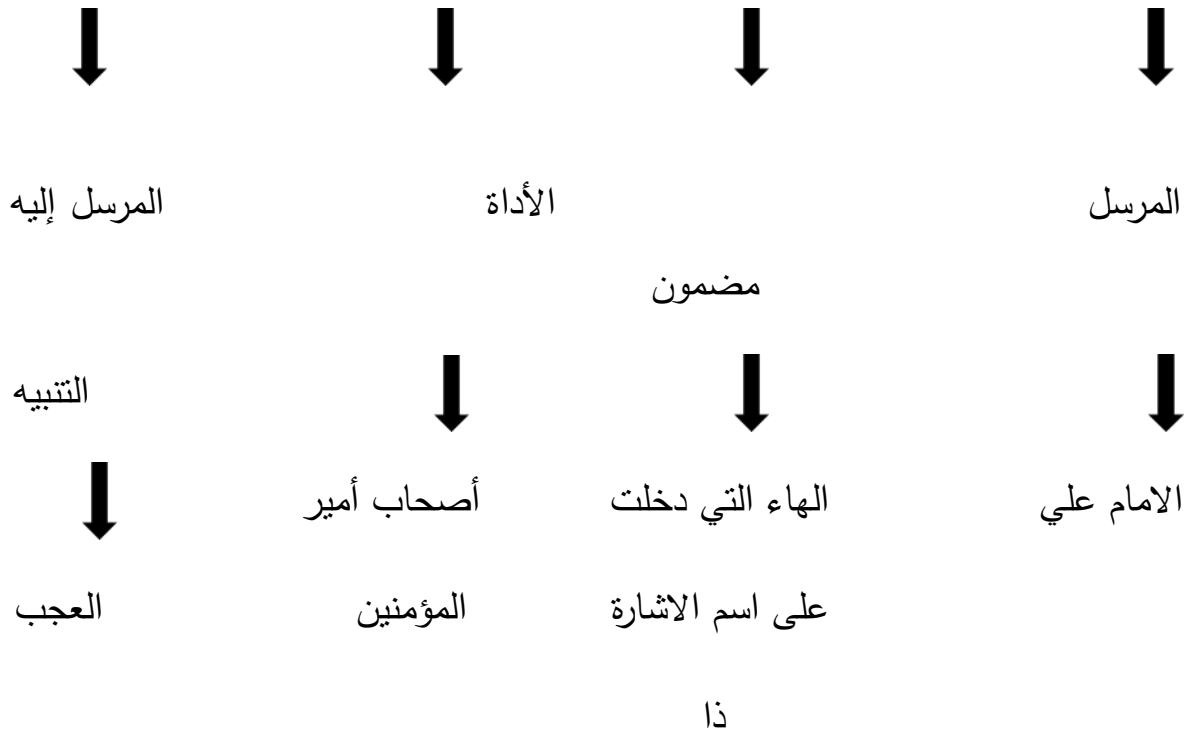 المرسل الأداة المرسل إليه
مضمون
التنبيه
الامام علي الهاء التي دخلت أصحاب أمير
على اسم الاشارة المؤمنين العجب
ذا